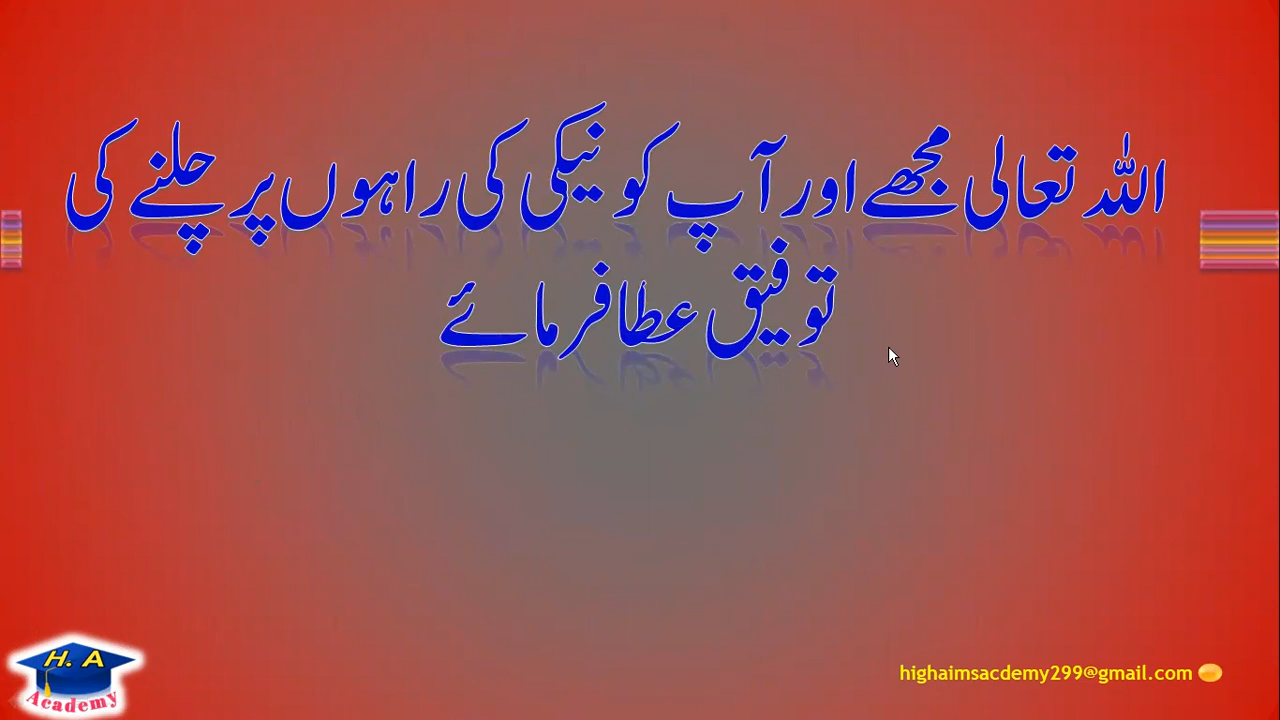 اللہ تعالی مجھے اور آپ کو نیکی کی راہوں پر چلنے کی
توفیق عطا فرمائے
H. A
Academy
highaimsacdemy299@gmail.com